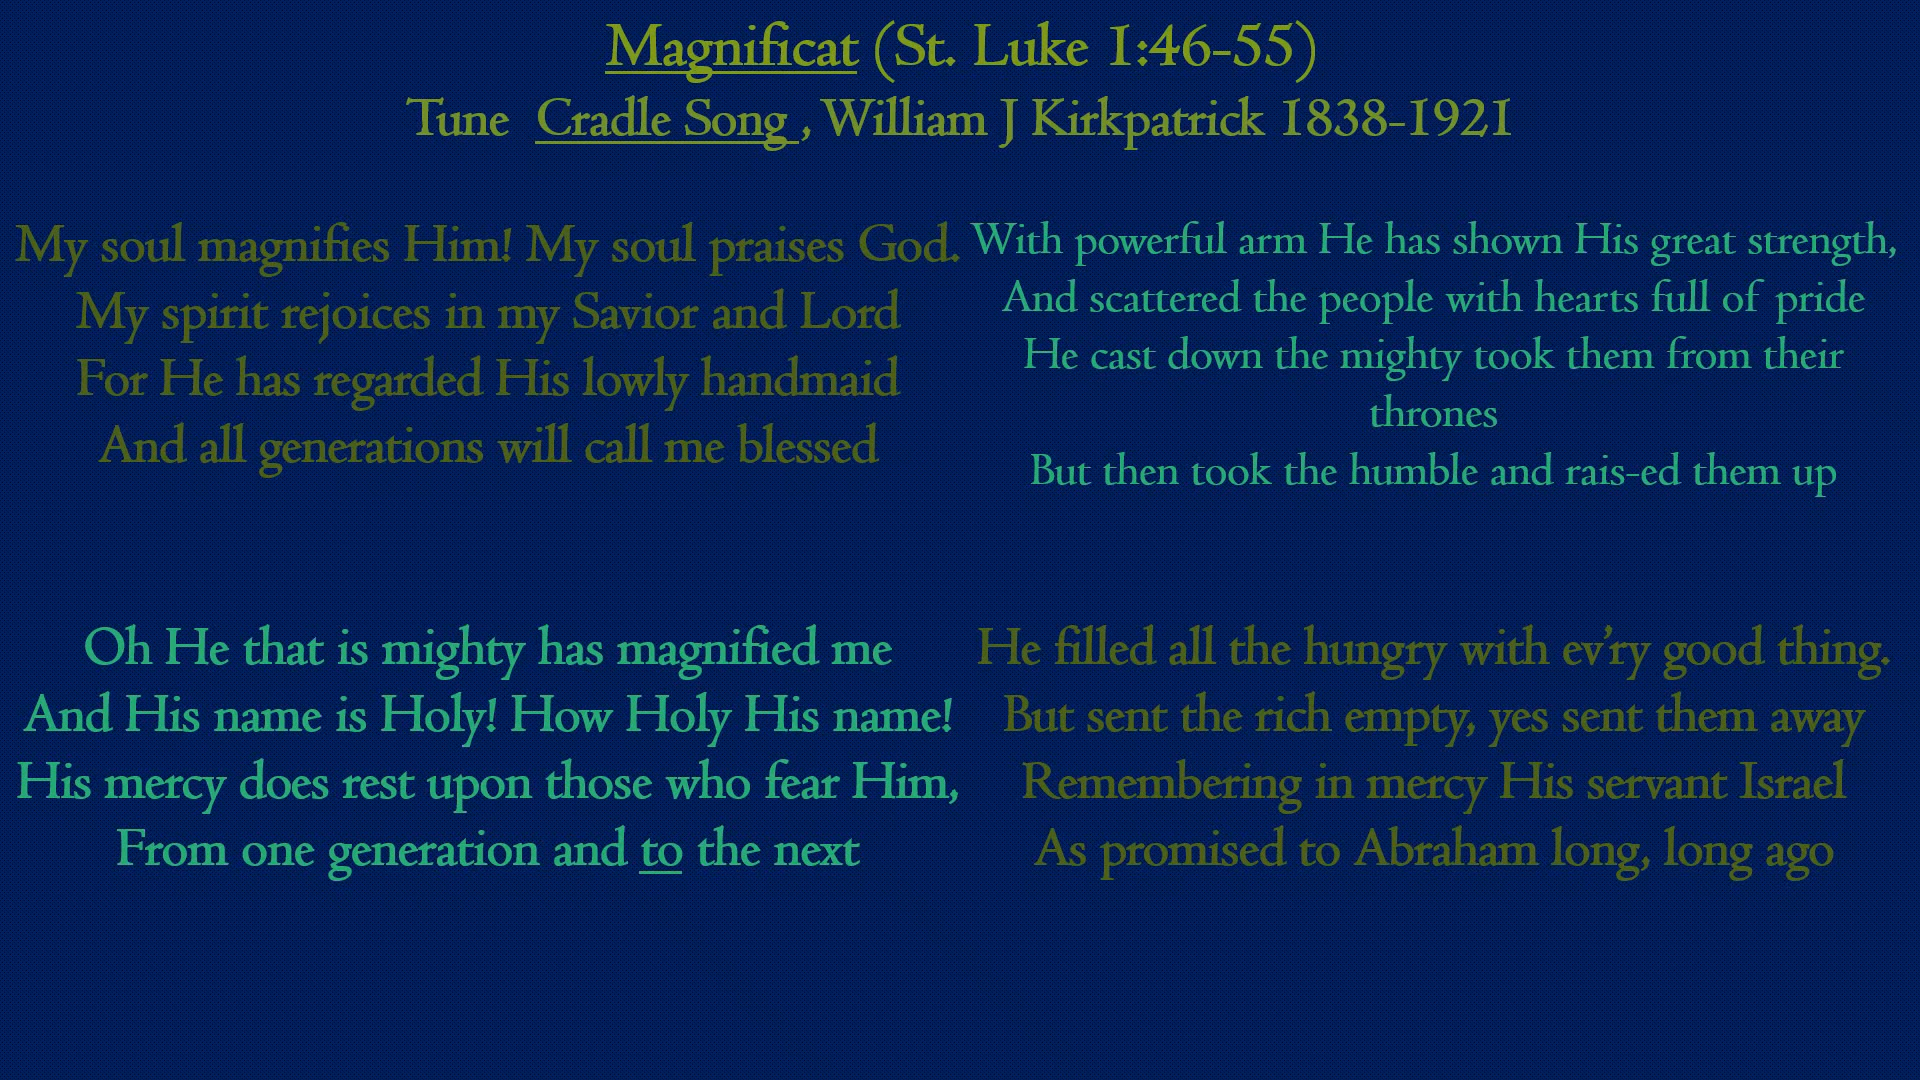 Magnificat (St. Luke 1:46-55)
Tune Cradle Song , William J Kirkpatrick 1838-1921
My soul magnifies Him! My soul praises God.
My spirit rejoices in my Savior and Lord
For He has regarded His lowly handmaid
And all generations will call me blessed
Oh He that is mighty has magnified me
And His name is Holy! How Holy His name!
His mercy does rest upon those who fear Him,
From one generation and to the next
With powerful arm He has shown His great strength,
And scattered the people with hearts full of pride
He cast down the mighty took them from their
thrones
But then took the humble and rais-ed them up
He filled all the hungry with ev’ry good thing.
But sent the rich empty, yes sent them away
Remembering in mercy His servant Israel
As promised to Abraham long, long ago